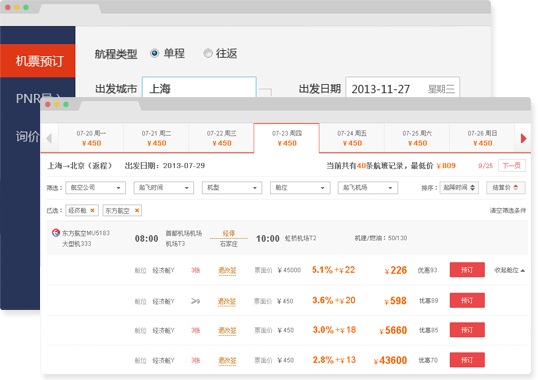 机票预订
航程类型 单程 往返
出发城市 上海 出发日期 2013-11-27 星期三
PNR导入
询价
07-20 周一 07-21 周二 07-22 周三 07-23 周四 07-24 周五 07-25 周六 07-26 周日
￥450 ￥450 ￥450 ￥450 ￥450 ￥450 ￥450
上海→北京（返程） 出发日期：2013-07-29 当前共有40条航班记录，最低价 ￥809 9/25 下一页
筛选： 航空公司 起飞时间 机型 舱位 起飞机场 排序： 起降时间 结算价
已选： 经济舱 × 东方航空 × 清空筛选条件
东方航空MU5183 08:00 首都机场机场 经停 10:00 虹桥机场T2 机建/燃油：50/130
大型机333 机场T3 石家庄
舱位 经济舱Y 3张 退改签 票面价 ￥45000 5.1%+￥22 ￥226 优惠93 预订 收起舱位
舱位 经济舱Y ≥9 退改签 票面价 ￥450 3.6%+￥20 ￥598 优惠89 预订
舱位 经济舱Y 3张 退改签 票面价 ￥450 3.0%+￥18 ￥5660 优惠85 预订
舱位 经济舱Y 3张 退改签 票面价 ￥450 2.8%+￥13 ￥43600 优惠70 预订